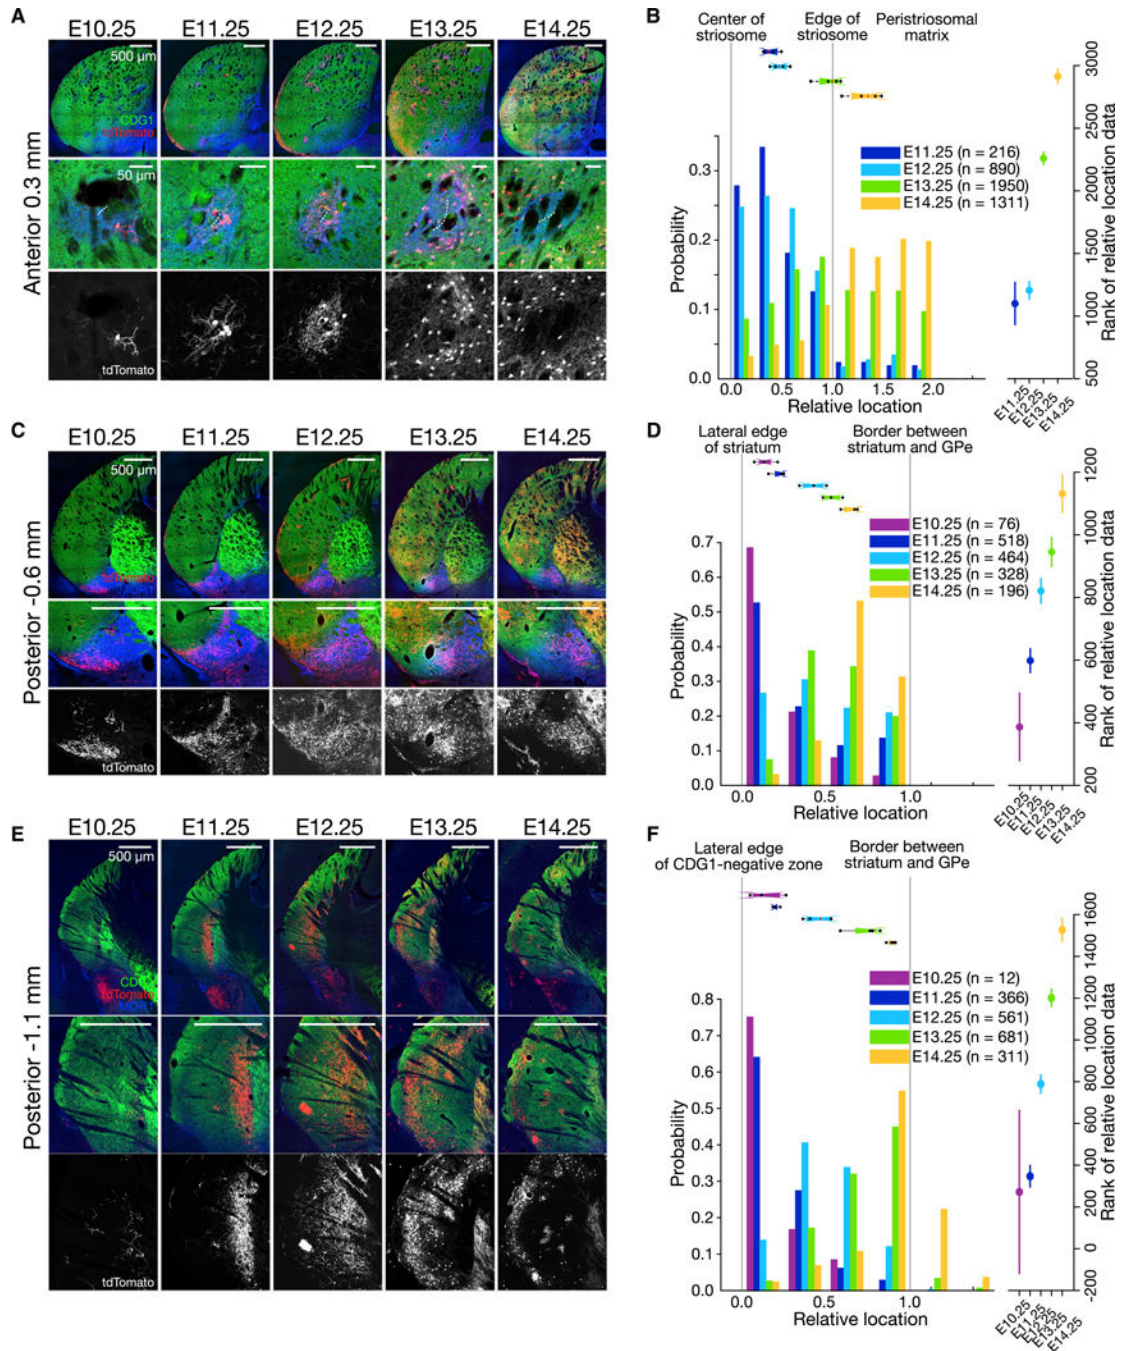 A
E10.25 E11.25 E12.25 E13.25 E14.25
500 µm
CDG1
tdTomato
50 µm
tdTomato
Anterior 0.3 mm
B
Center of striosome
Edge of striosome
Peristriosomal matrix
E11.25 (n = 216)
E12.25 (n = 890)
E13.25 (n = 1950)
E14.25 (n = 1311)
Probability
0.3
0.2
0.1
0.0
0.0 0.5 1.0 1.5 2.0
Relative location
3000
2500
2000
1500
1000
500
Rank of relative location data
E11.25
E12.25
E13.25
E14.25
C
E10.25 E11.25 E12.25 E13.25 E14.25
500 µm
tdTomato
MOR1
tdTomato
Posterior -0.6 mm
D
Lateral edge of striatum
Border between striatum and GPe
E10.25 (n = 76)
E11.25 (n = 518)
E12.25 (n = 464)
E13.25 (n = 328)
E14.25 (n = 196)
Probability
0.7
0.6
0.5
0.4
0.3
0.2
0.1
0.0
0.0 0.5 1.0
Relative location
1200
1000
800
600
400
200
Rank of relative location data
E10.25
E11.25
E12.25
E13.25
E14.25
E
E10.25 E11.25 E12.25 E13.25 E14.25
500 µm
CDG1
tdTomato
MOR1
tdTomato
Posterior -1.1 mm
F
Lateral edge of CDG1-negative zone
Border between striatum and GPe
E10.25 (n = 12)
E11.25 (n = 366)
E12.25 (n = 561)
E13.25 (n = 681)
E14.25 (n = 311)
Probability
0.8
0.7
0.6
0.5
0.4
0.3
0.2
0.1
0.0
0.0 0.5 1.0
Relative location
1600
1400
1200
1000
800
600
400
200
0
-200
Rank of relative location data
E10.25
E11.25
E12.25
E13.25
E14.25